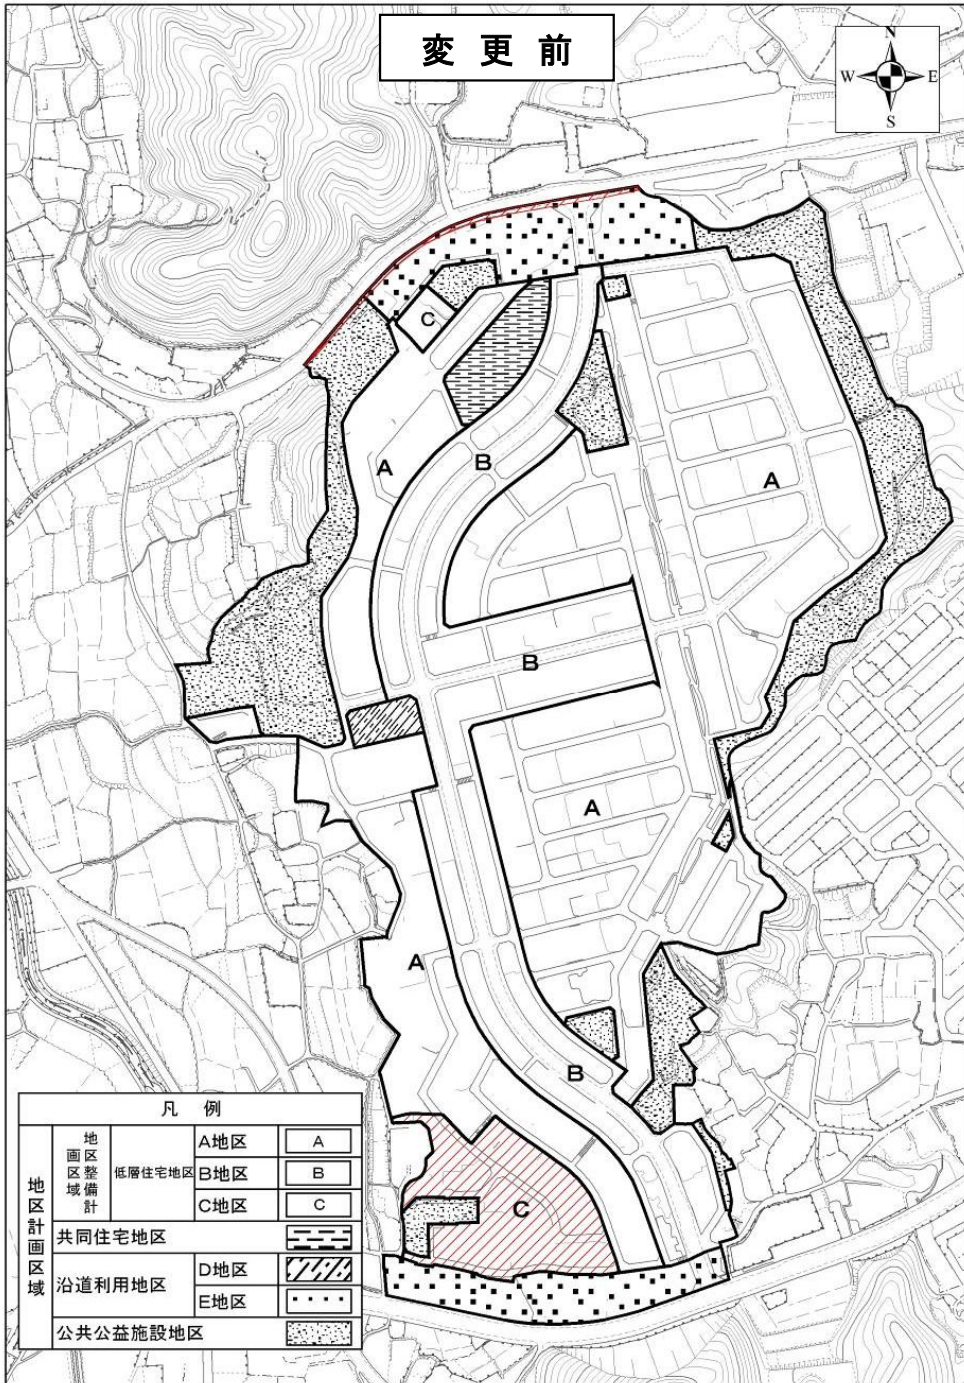 変更前
N
W E
S
C
A
B
A
B
A
A
B
C
凡例
地区計画区域
地区整備計画区域
低層住宅地区
A地区 A
B地区 B
C地区 C
共同住宅地区
沿道利用地区
D地区
E地区
公共公益施設地区